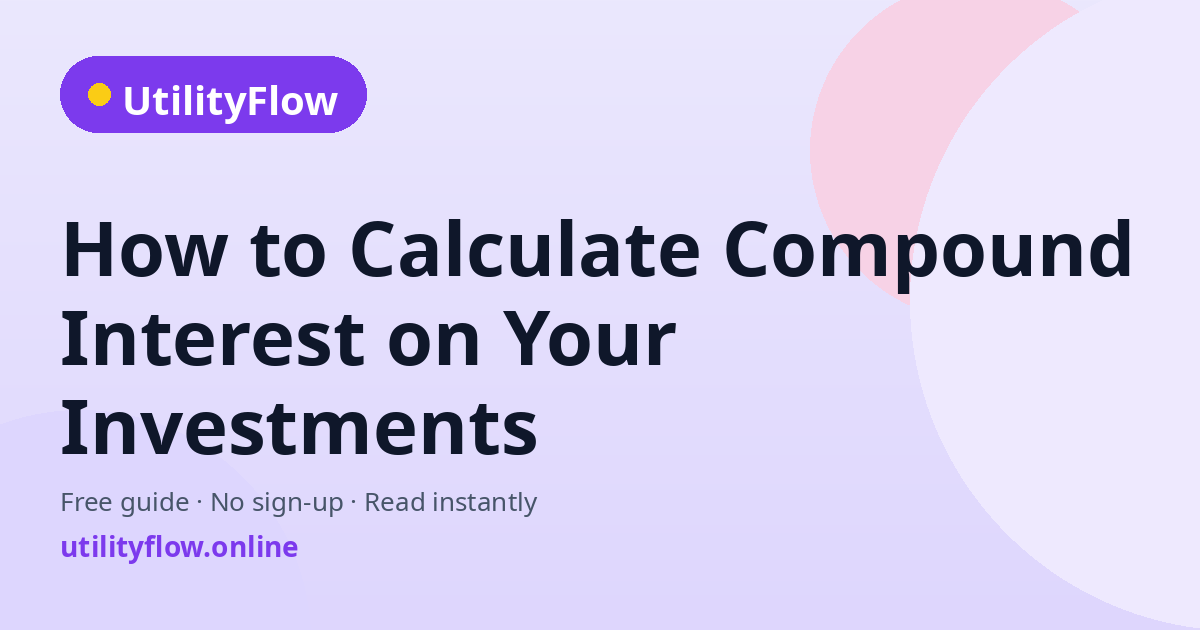 UtilityFlow
How to Calculate Compound
Interest on Your
Investments
Free guide · No sign-up · Read instantly
utilityflow.online